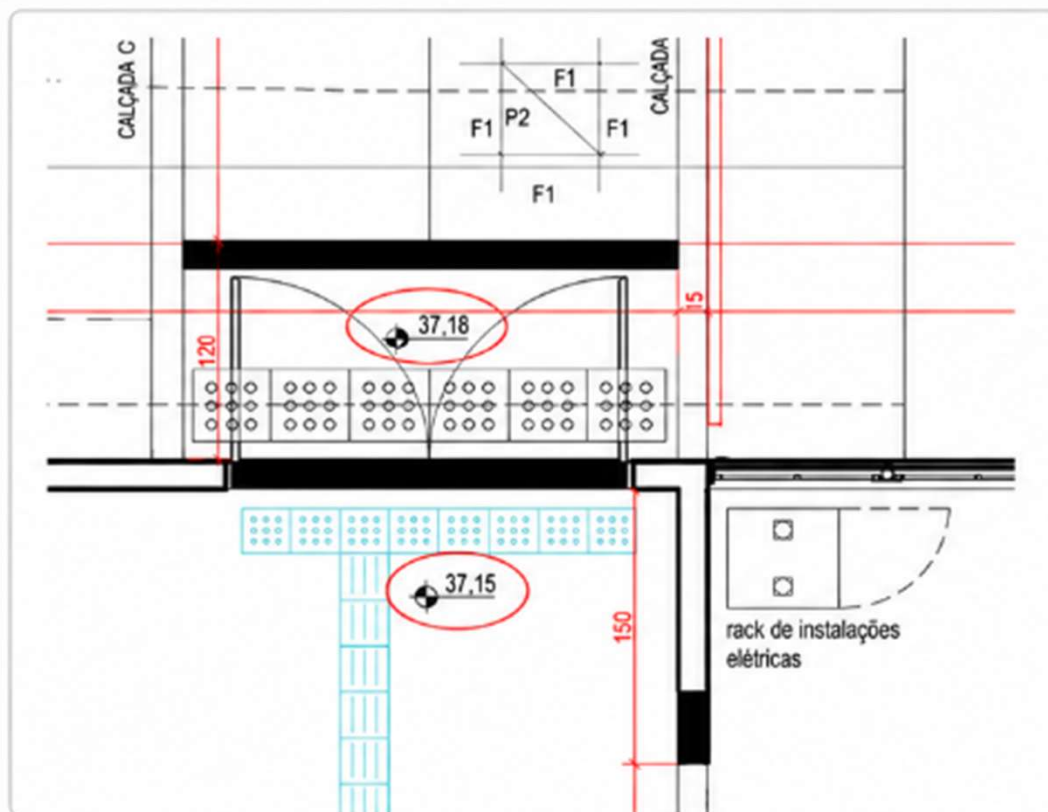 CALÇADA C
F1
CALÇADA
F1
P2
F1
F1
37,18
15
120
37,15
150
rack de instalações
elétricas